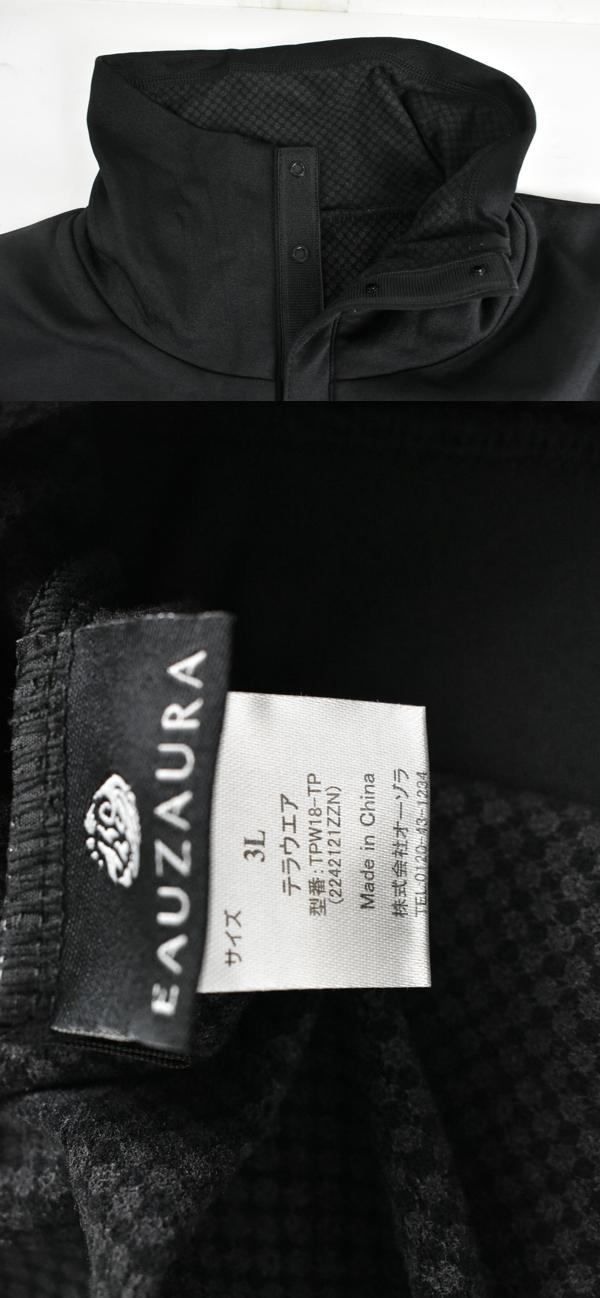 EAUZAURA
サイズ
3L
テラウエア
型番:TPW18-TP
(2242121ZZN)
Made in China
株式会社オーゾラ
TEL.0120-43-1234